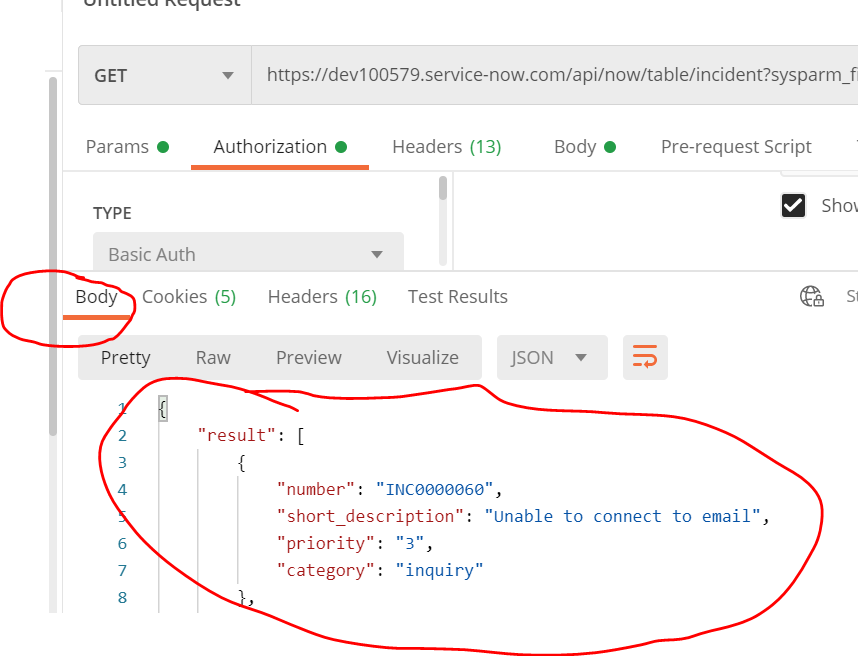 Untitled Request
GET https://dev100579.service-now.com/api/now/table/incident?sysparm_fi
Params Authorization Headers (13) Body Pre-request Script
TYPE
Show
Basic Auth
Body Cookies (5) Headers (16) Test Results St
Pretty Raw Preview Visualize JSON
1 {
2 "result": [
3 {
4 "number": "INC0000060",
5 "short_description": "Unable to connect to email",
6 "priority": "3",
7 "category": "inquiry"
8 },